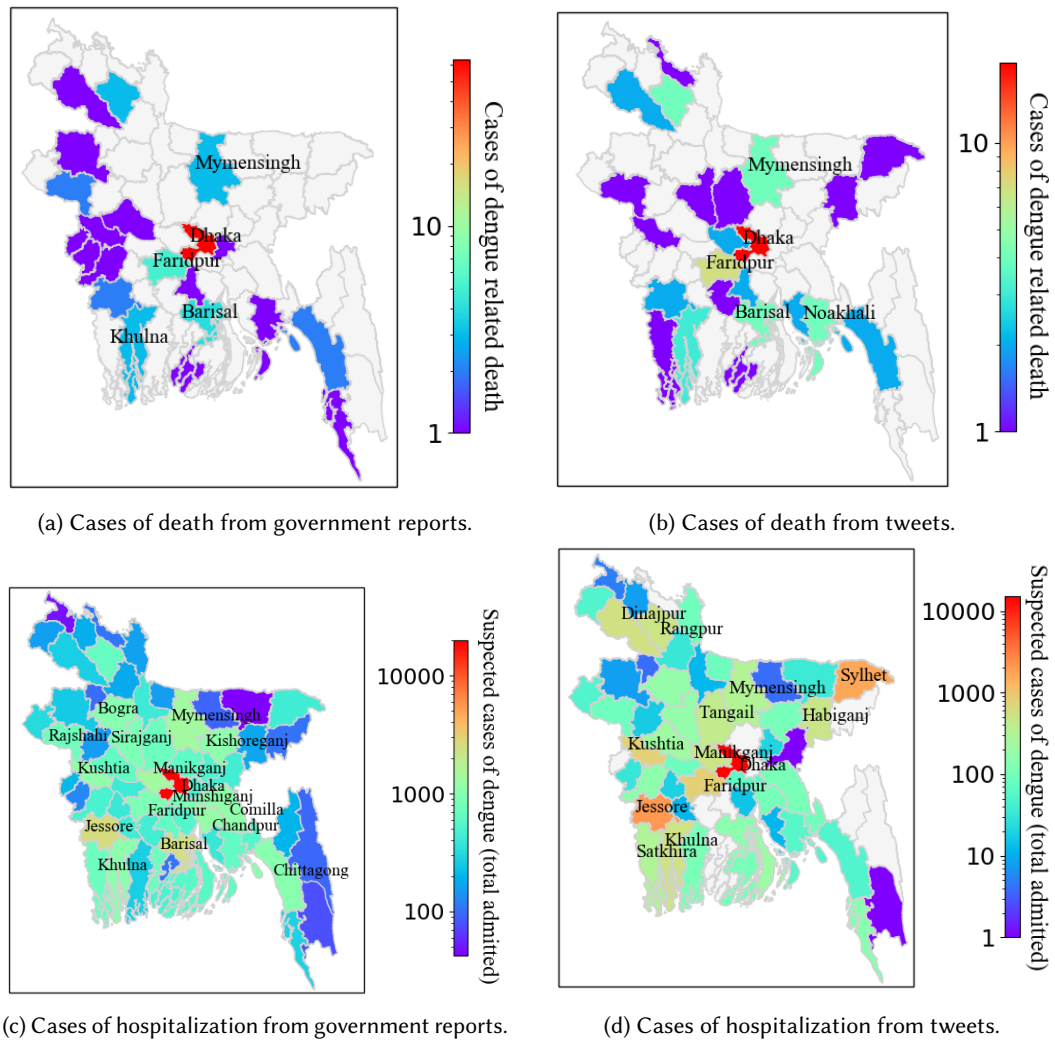 Mymensingh
Dhaka
Faridpur
Barisal
Khulna
10
1
Cases of dengue related death
(a) Cases of death from government reports.
Mymensingh
Dhaka
Faridpur
Barisal
Noakhali
10
1
Cases of dengue related death
(b) Cases of death from tweets.
Bogra
Mymensingh
Rajshahi
Sirajganj
Kishoreganj
Kushtia
Manikganj
Dhaka
Munshiganj
Faridpur
Comilla
Chandpur
Jessore
Barisal
Khulna
Chittagong
10000
1000
100
Suspected cases of dengue (total admitted)
(c) Cases of hospitalization from government reports.
Dinajpur
Rangpur
Sylhet
Mymensingh
Tangail
Habiganj
Kushtia
Manikganj
Dhaka
Faridpur
Jessore
Khulna
Satkhira
10000
1000
100
10
1
Suspected cases of dengue (total admitted)
(d) Cases of hospitalization from tweets.